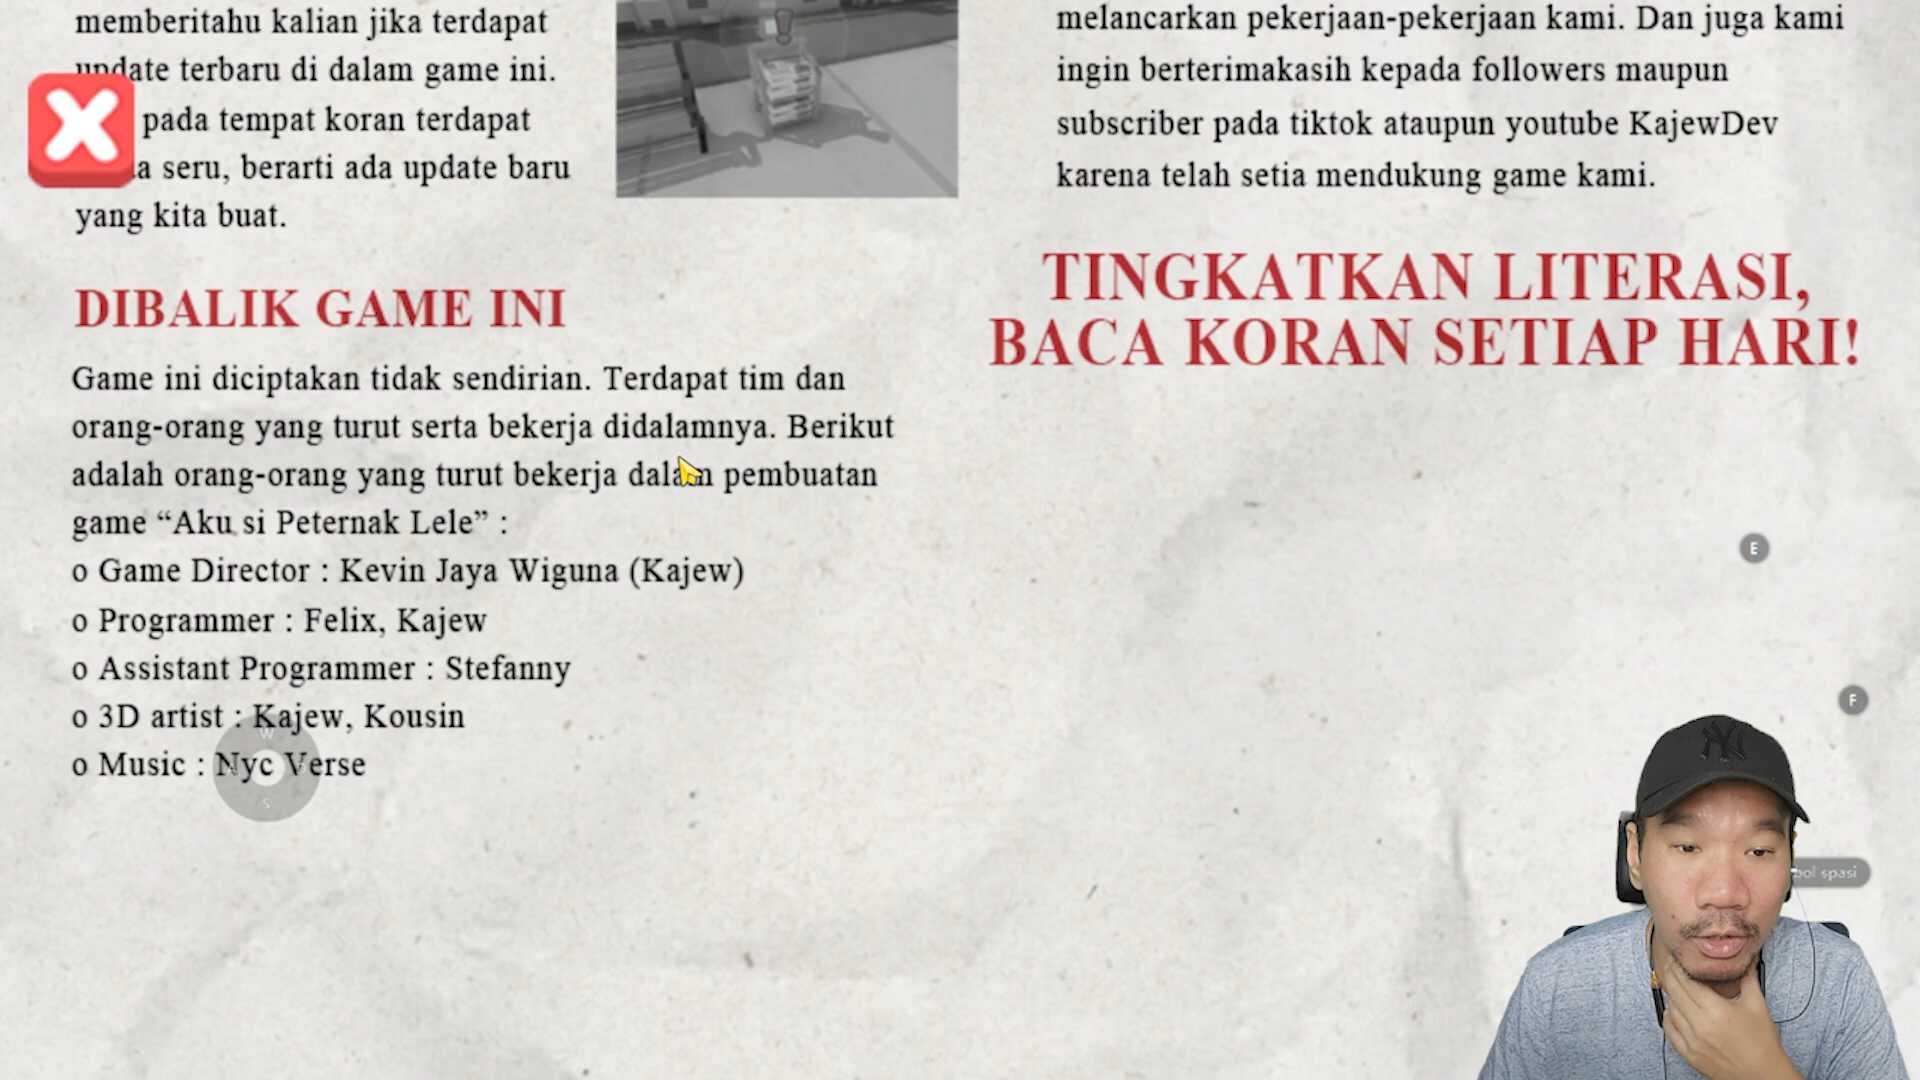 memberitahu kalian jika terdapat
update terbaru di dalam game ini.
pada tempat koran terdapat
seru, berarti ada update baru
yang kita buat.
DIBALIK GAME INI
Game ini diciptakan tidak sendirian. Terdapat tim dan
orang-orang yang turut serta bekerja didalamnya. Berikut
adalah orang-orang yang turut bekerja dalam pembuatan
game “Aku si Peternak Lele” :
o Game Director : Kevin Jaya Wiguna (Kajew)
o Programmer : Felix, Kajew
o Assistant Programmer : Stefanny
o 3D artist : Kajew, Kousin
o Music : Nyc Verse
W
S
melancarkan pekerjaan-pekerjaan kami. Dan juga kami
ingin berterimakasih kepada followers maupun
subscriber pada tiktok ataupun youtube KajewDev
karena telah setia mendukung game kami.
TINGKATKAN LITERASI,
BACA KORAN SETIAP HARI!
E
F
spasi
NY